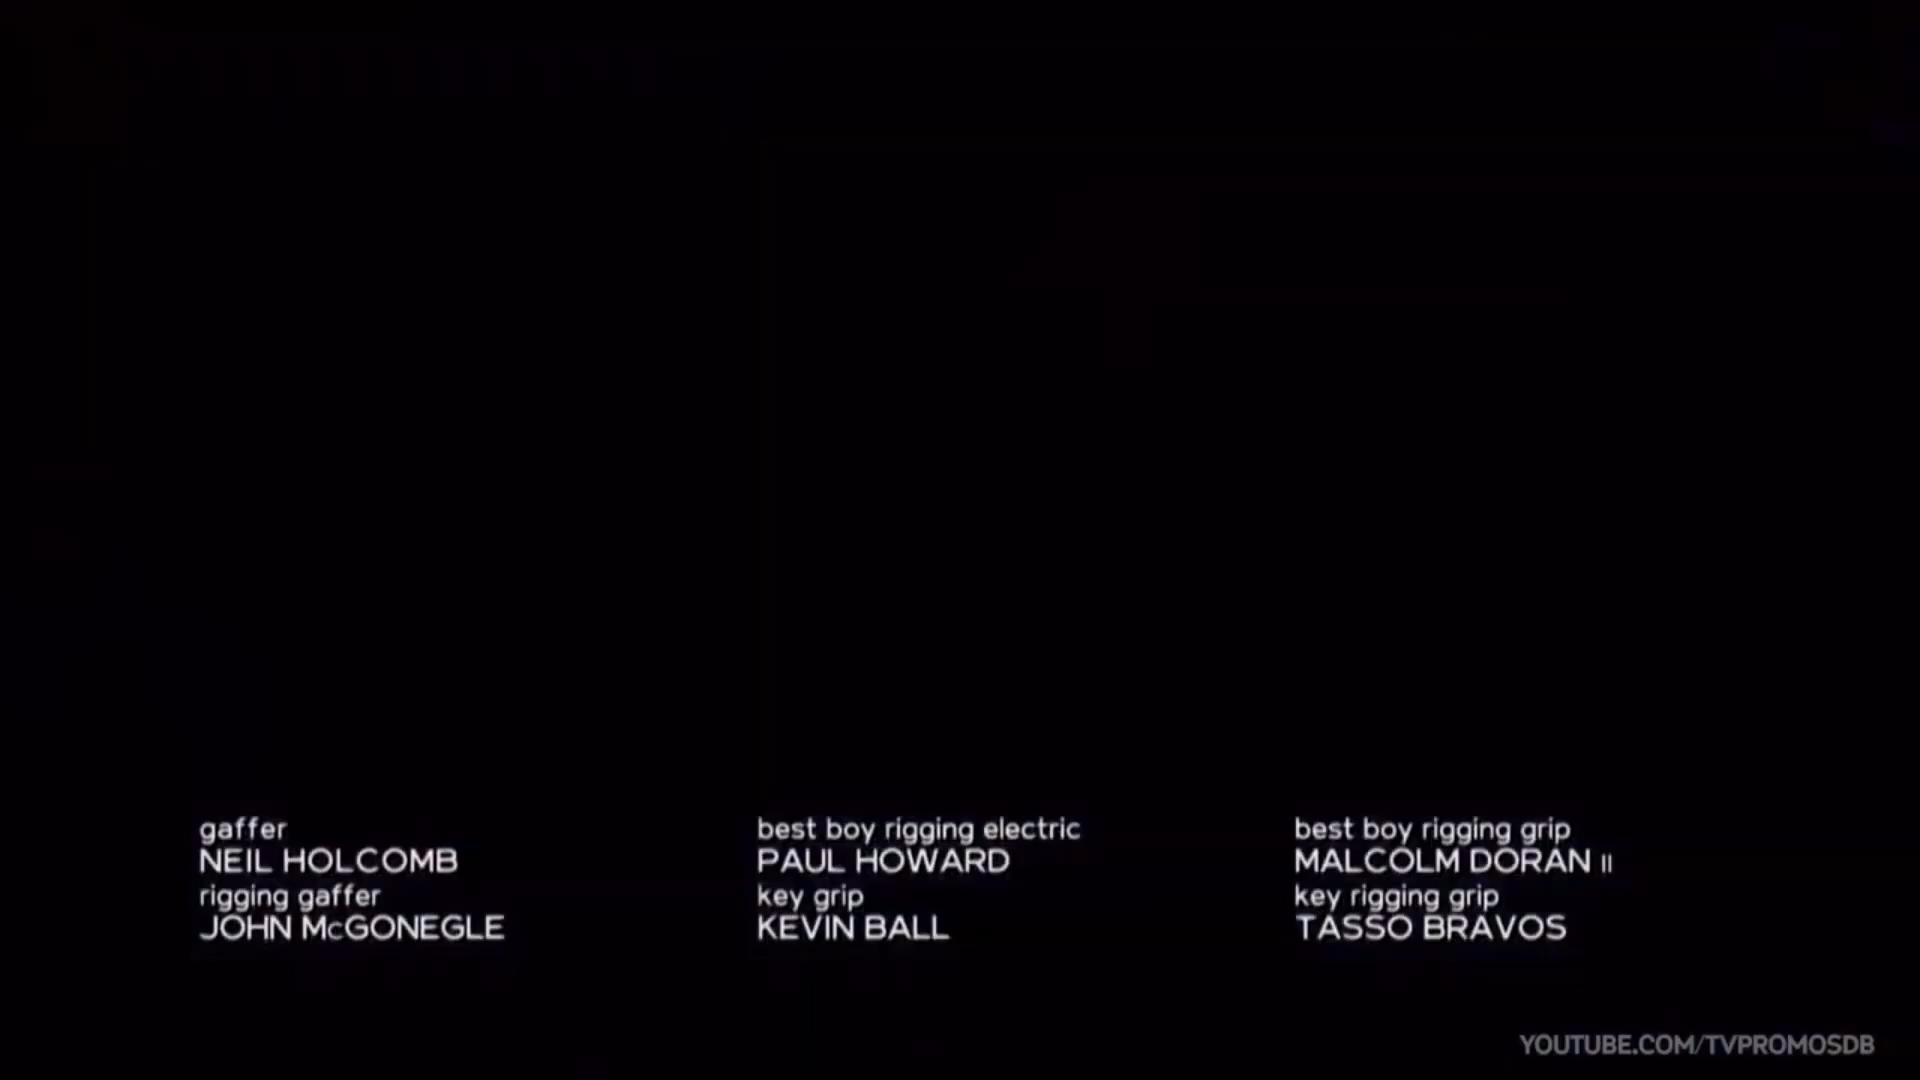 gaffer
NEIL HOLCOMB
rigging gaffer
JOHN McGONEGLE
best boy rigging electric
PAUL HOWARD
key grip
KEVIN BALL
best boy rigging grip
MALCOLM DORAN II
key rigging grip
TASSO BRAVOS
YOUTUBE.COM/TVPROMOSDB